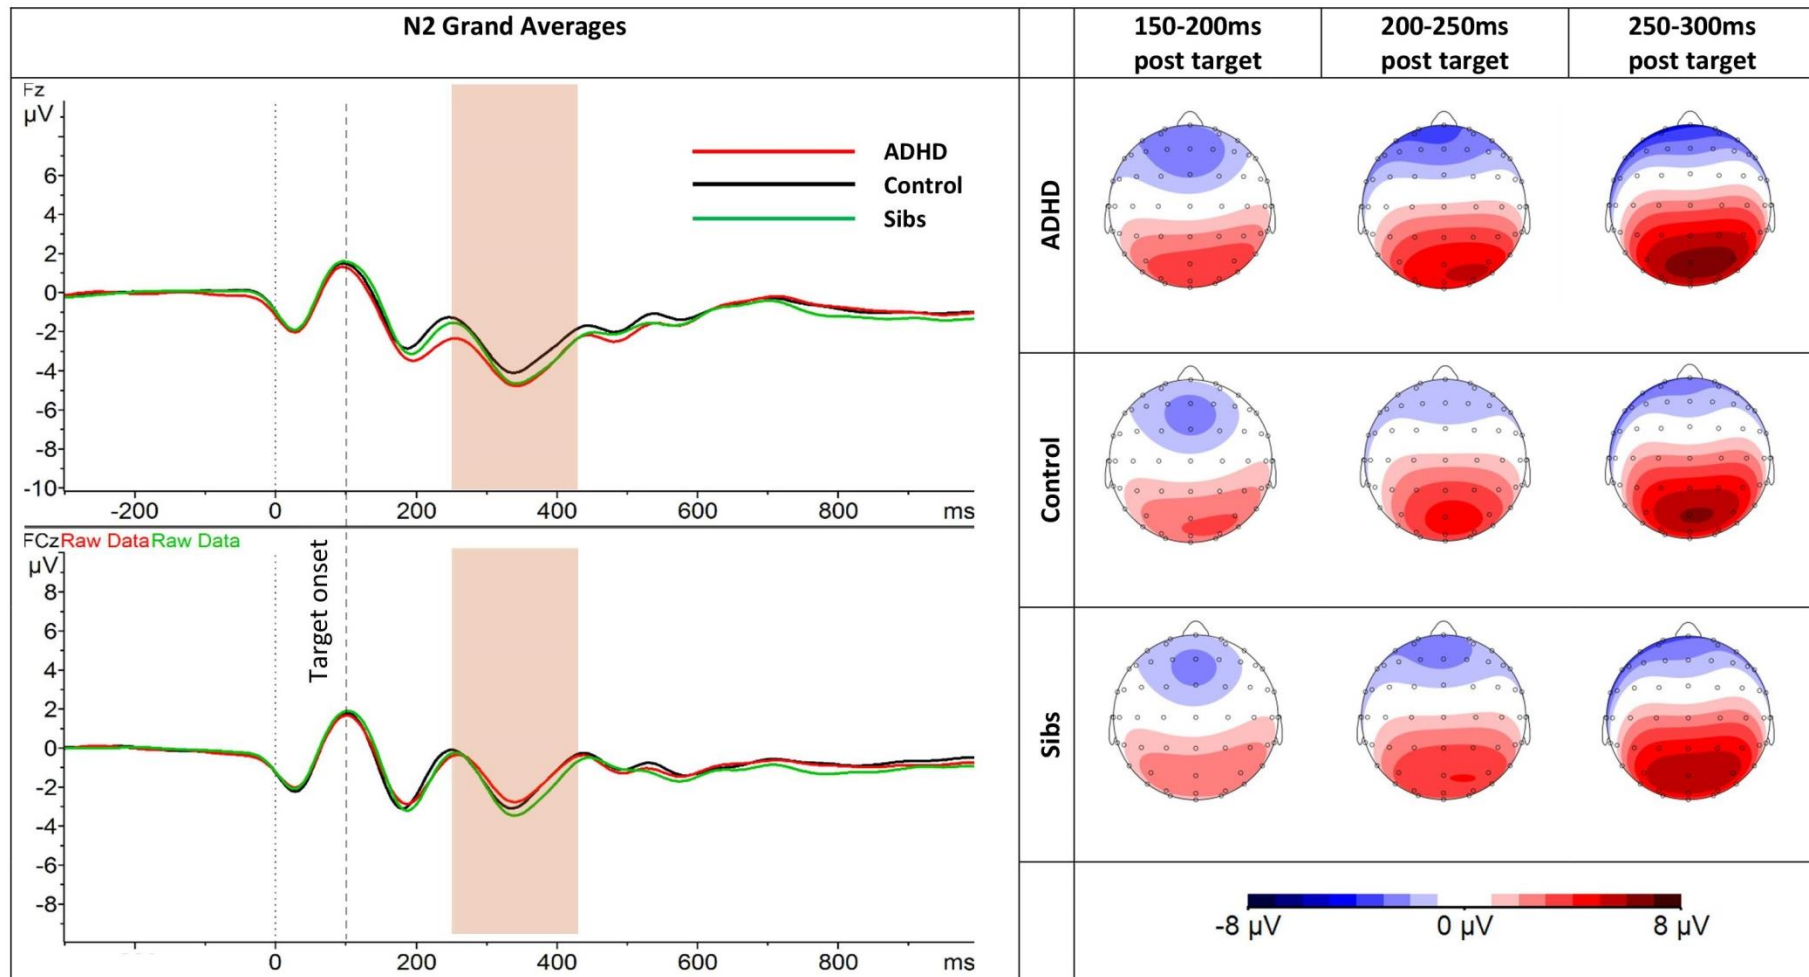 N2 Grand Averages
150-200ms
post target
200-250ms
post target
250-300ms
post target
Fz
µV
6
4
2
0
-2
-4
-6
-8
-10
-200
0
200
400
600
800
ms
ADHD
Control
Sibs
FCz Raw Data Raw Data
µV
8
6
4
2
0
-2
-4
-6
-8
Target onset
0
200
400
600
800
ms
ADHD
Control
Sibs
-8 µV
0 µV
8 µV